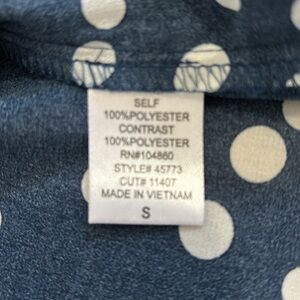 SELF
100%POLYESTER
CONTRAST
100%POLYESTER
RN#104860
STYLE# 45773
CUT# 11407
MADE IN VIETNAM
S